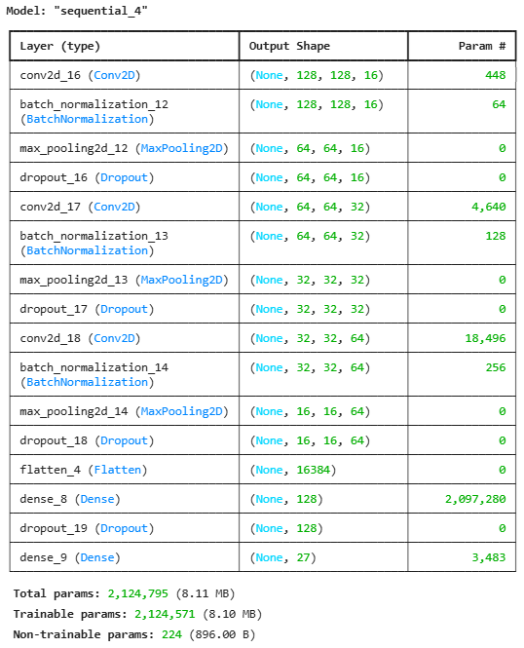 Model: "sequential_4"
Layer (type) Output Shape Param #
conv2d_16 (Conv2D) (None, 128, 128, 16) 448
batch_normalization_12 (None, 128, 128, 16) 64
(BatchNormalization)
max_pooling2d_12 (MaxPooling2D) (None, 64, 64, 16) 0
dropout_16 (Dropout) (None, 64, 64, 16) 0
conv2d_17 (Conv2D) (None, 64, 64, 32) 4,640
batch_normalization_13 (None, 64, 64, 32) 128
(BatchNormalization)
max_pooling2d_13 (MaxPooling2D) (None, 32, 32, 32) 0
dropout_17 (Dropout) (None, 32, 32, 32) 0
conv2d_18 (Conv2D) (None, 32, 32, 64) 18,496
batch_normalization_14 (None, 32, 32, 64) 256
(BatchNormalization)
max_pooling2d_14 (MaxPooling2D) (None, 16, 16, 64) 0
dropout_18 (Dropout) (None, 16, 16, 64) 0
flatten_4 (Flatten) (None, 16384) 0
dense_8 (Dense) (None, 128) 2,097,280
dropout_19 (Dropout) (None, 128) 0
dense_9 (Dense) (None, 27) 3,483
Total params: 2,124,795 (8.11 MB)
Trainable params: 2,124,571 (8.10 MB)
Non-trainable params: 224 (896.00 B)